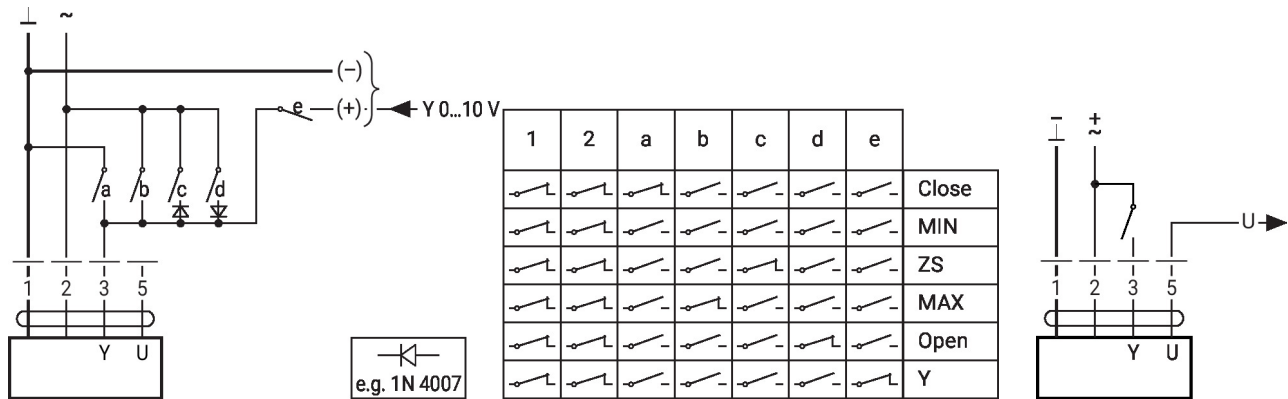 ⊥ ~
(−)
e (+) Y 0...10 V
a b c d
1 2 3 5
Y U
e.g. 1N 4007
1 2 a b c d e
Close
MIN
ZS
MAX
Open
Y
− + ~
U
1 2 3 5
Y U